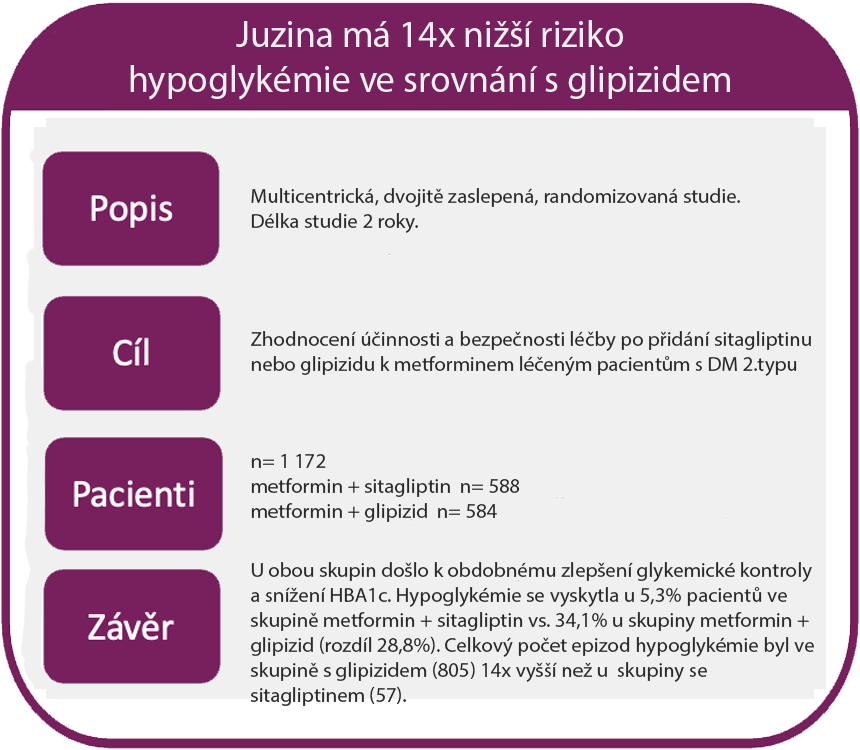 Juzina má 14x nižší riziko
hypoglykémie ve srovnání s glipizidem
Popis
Multicentrická, dvojitě zaslepená, randomizovaná studie.
Délka studie 2 roky.
Cíl
Zhodnocení účinnosti a bezpečnosti léčby po přidání sitagliptinu
nebo glipizidu k metforminem léčeným pacientům s DM 2.typu
Pacienti
n= 1 172
metformin + sitagliptin n= 588
metformin + glipizid n= 584
Závěr
U obou skupin došlo k obdobnému zlepšení glykemické kontroly
a snížení HBA1c. Hypoglykémie se vyskytla u 5,3% pacientů ve
skupině metformin + sitagliptin vs. 34,1% u skupiny metformin +
glipizid (rozdíl 28,8%). Celkový počet epizod hypoglykémie byl ve
skupině s glipizidem (805) 14x vyšší než u skupiny se
sitagliptinem (57).